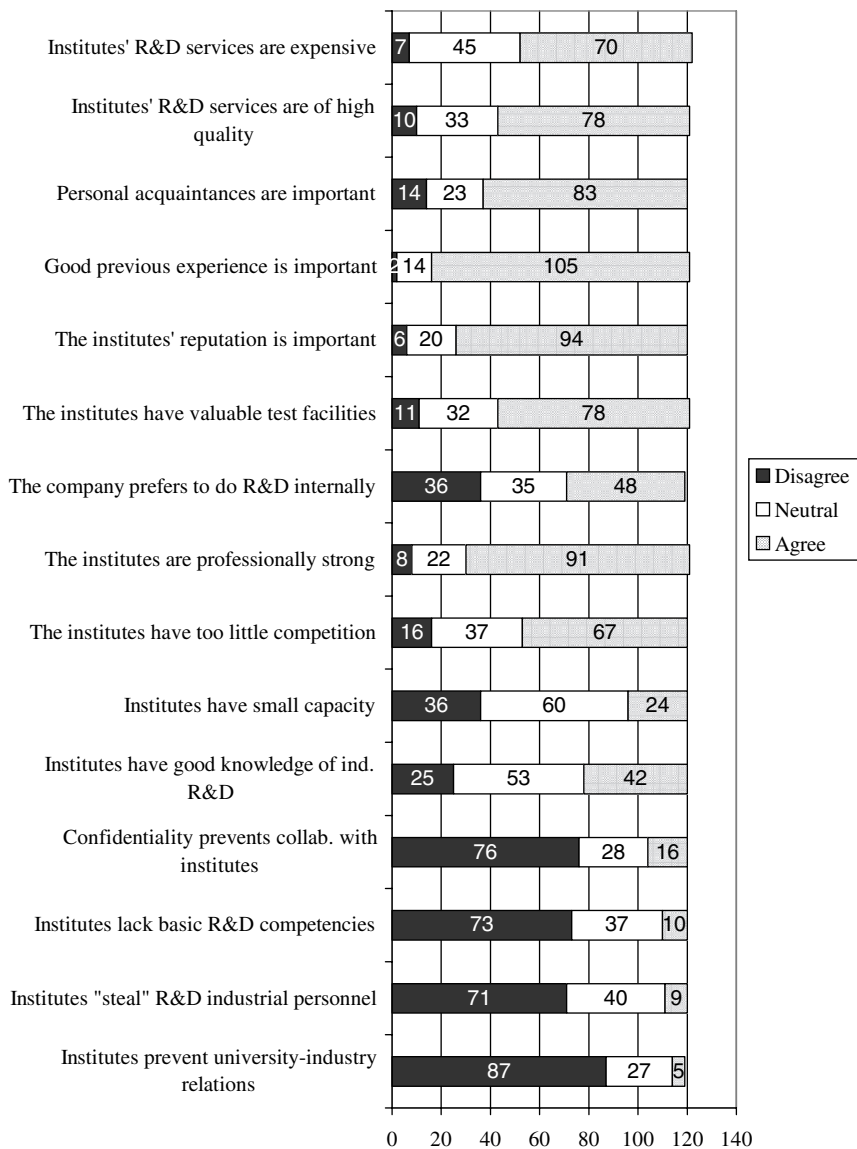 Institutes' R&D services are expensive
7 45 70
Institutes' R&D services are of high
quality
10 33 78
Personal acquaintances are important
14 23 83
Good previous experience is important
2 14 105
The institutes' reputation is important
6 20 94
The institutes have valuable test facilities
11 32 78
The company prefers to do R&D internally
36 35 48
The institutes are professionally strong
8 22 91
The institutes have too little competition
16 37 67
Institutes have small capacity
36 60 24
Institutes have good knowledge of ind.
R&D
25 53 42
Confidentiality prevents collab. with
institutes
76 28 16
Institutes lack basic R&D competencies
73 37 10
Institutes "steal" R&D industrial personnel
71 40 9
Institutes prevent university-industry
relations
87 27 5
0 20 40 60 80 100 120 140
Disagree
Neutral
Agree